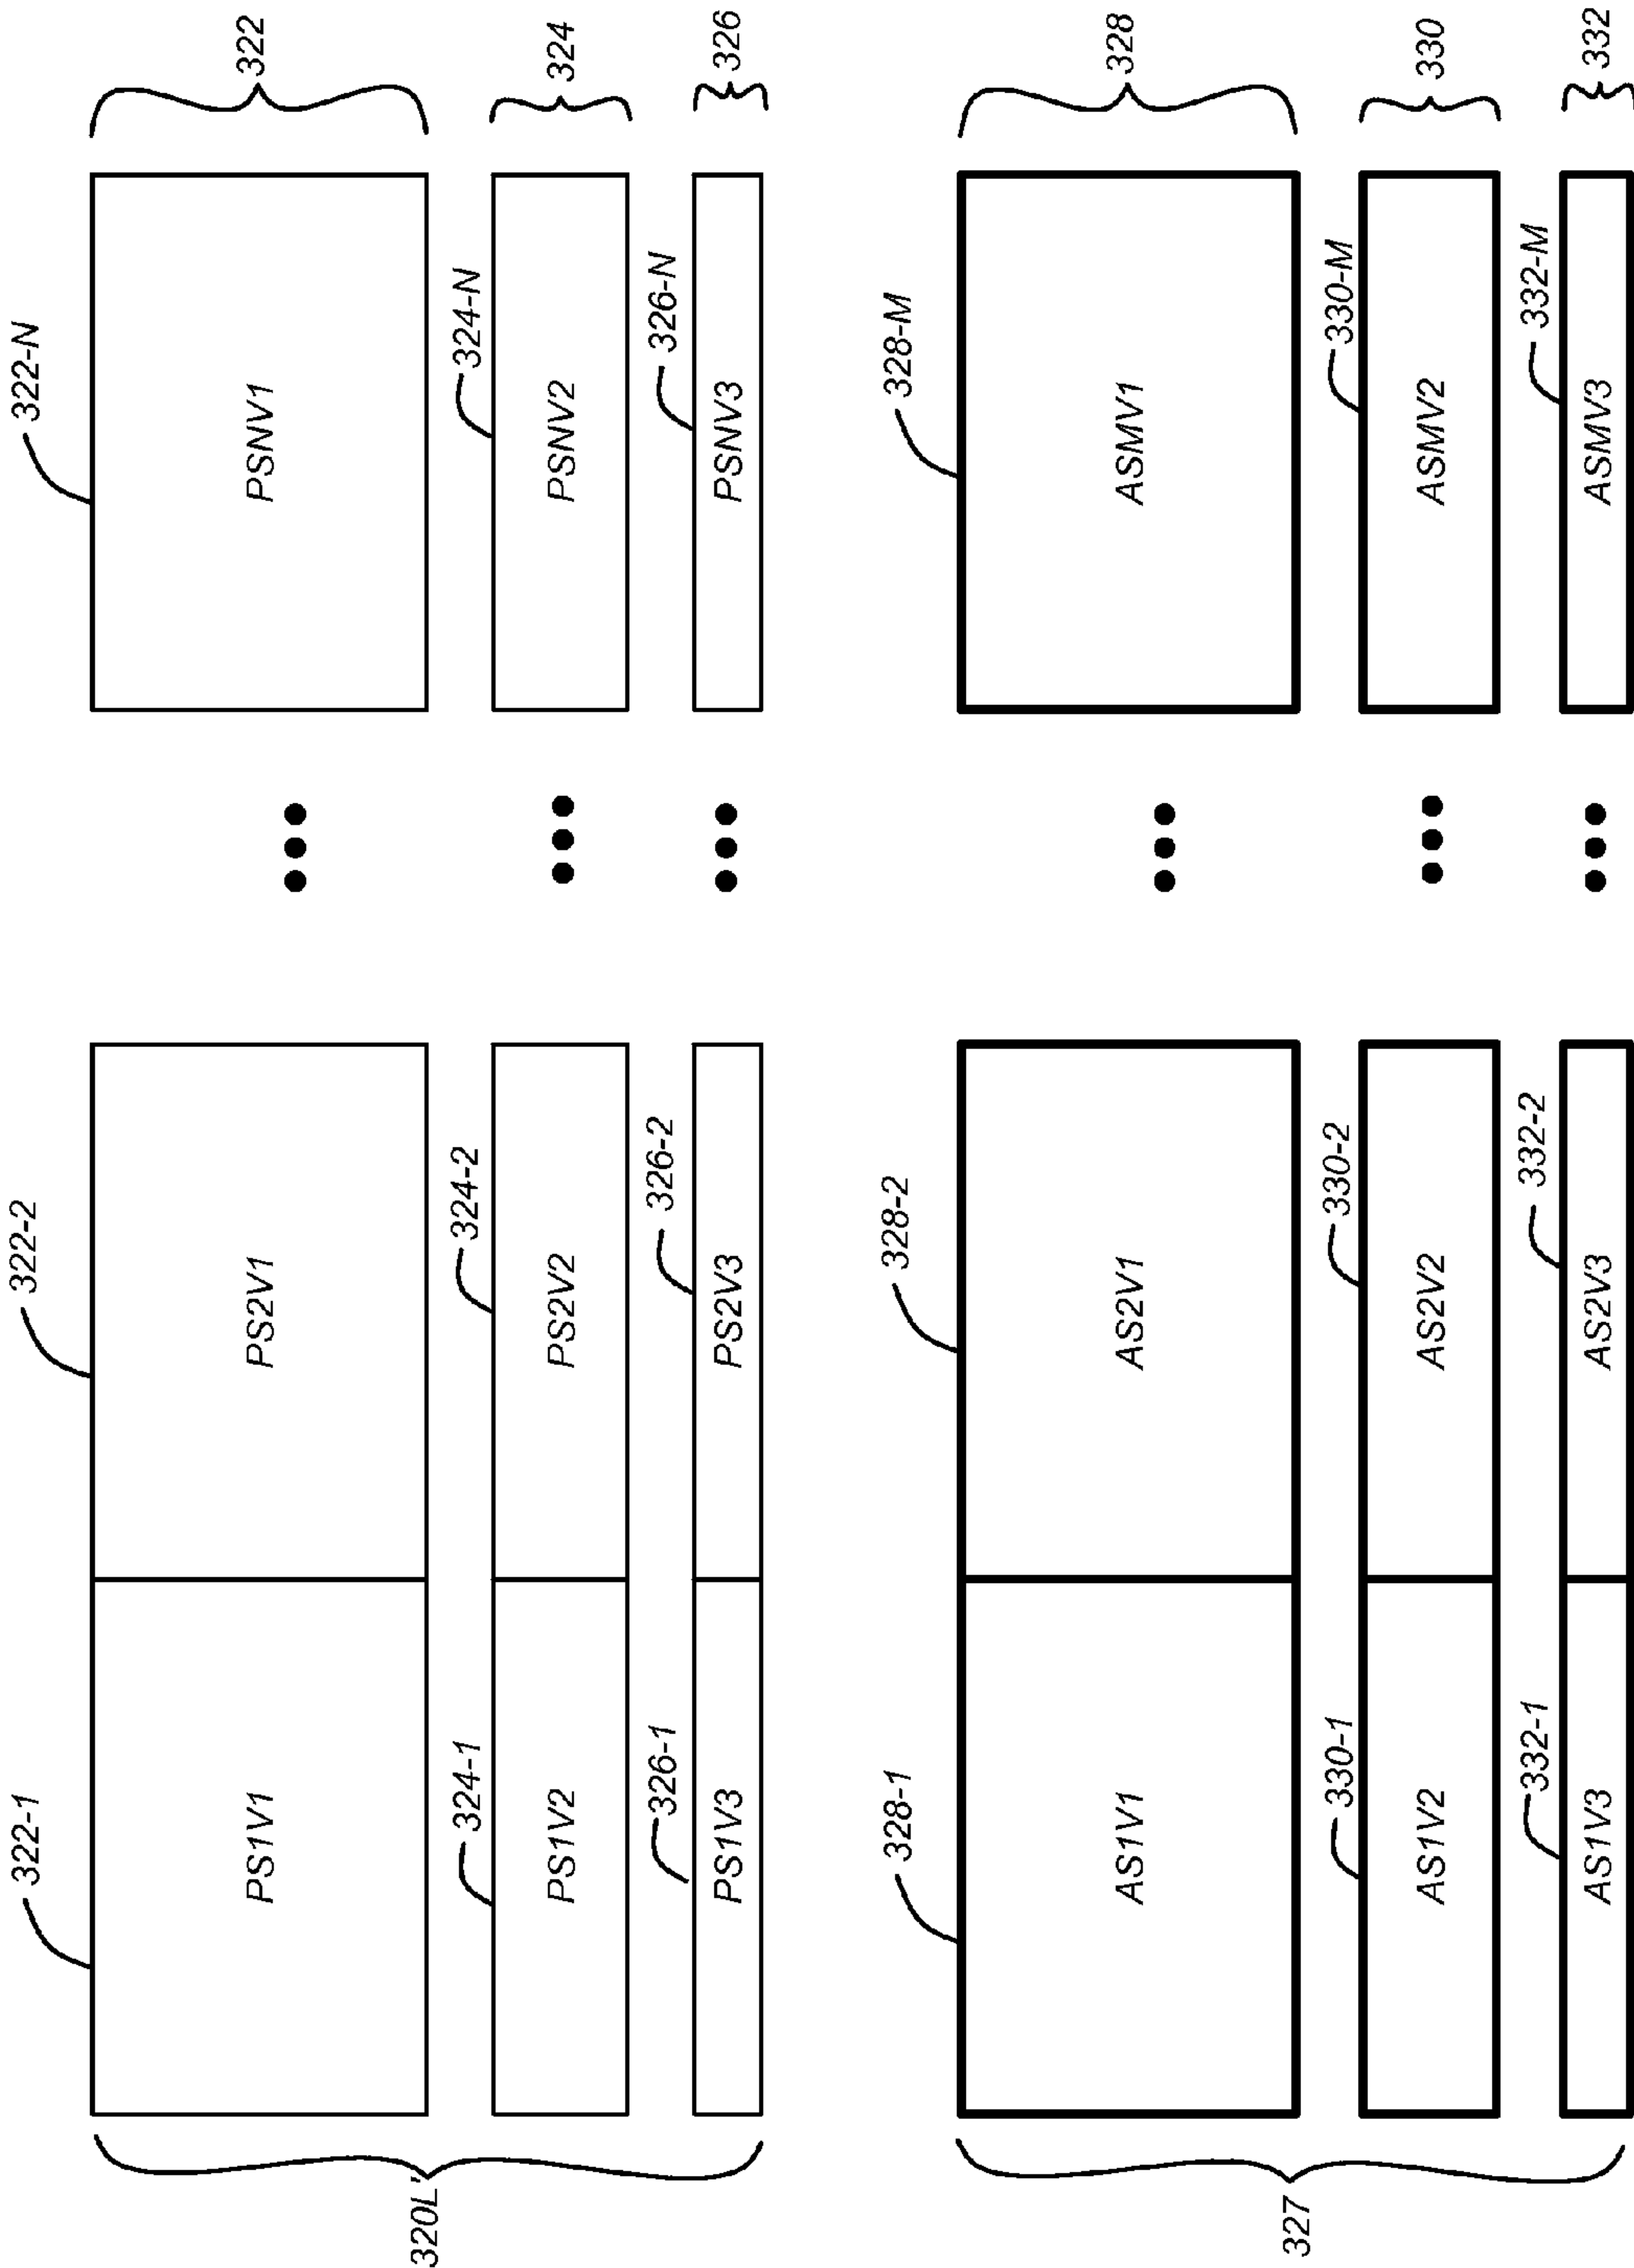 322-1
322-2
322-N
PS1V1
PS2V1
PSNV1
322
324-1
324-2
324-N
PS1V2
PS2V2
PSNV2
324
326-1
326-2
326-N
PS1V3
PS2V3
PSNV3
326
320L'
328-1
328-2
328-M
AS1V1
AS2V1
ASMV1
328
330-1
330-2
330-M
AS1V2
AS2V2
ASMV2
330
332-1
332-2
332-M
AS1V3
AS2V3
ASMV3
332
327